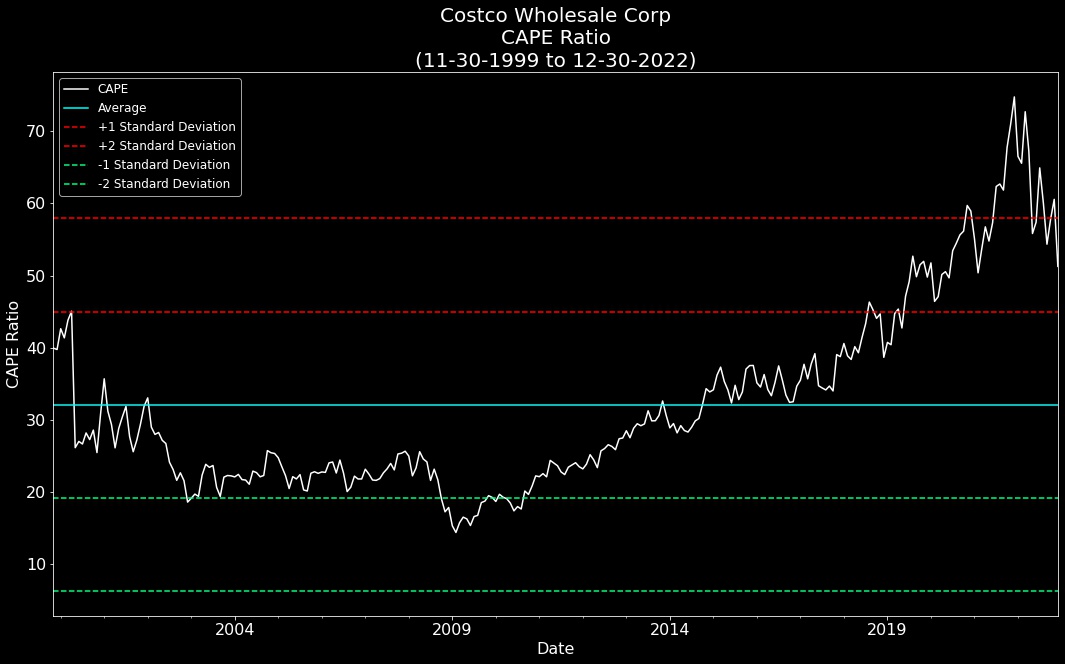 Costco Wholesale Corp
CAPE Ratio
(11-30-1999 to 12-30-2022)
CAPE
Average
+1 Standard Deviation
+2 Standard Deviation
-1 Standard Deviation
-2 Standard Deviation
70
60
50
40
30
20
10
CAPE Ratio
2004
2009
2014
2019
Date